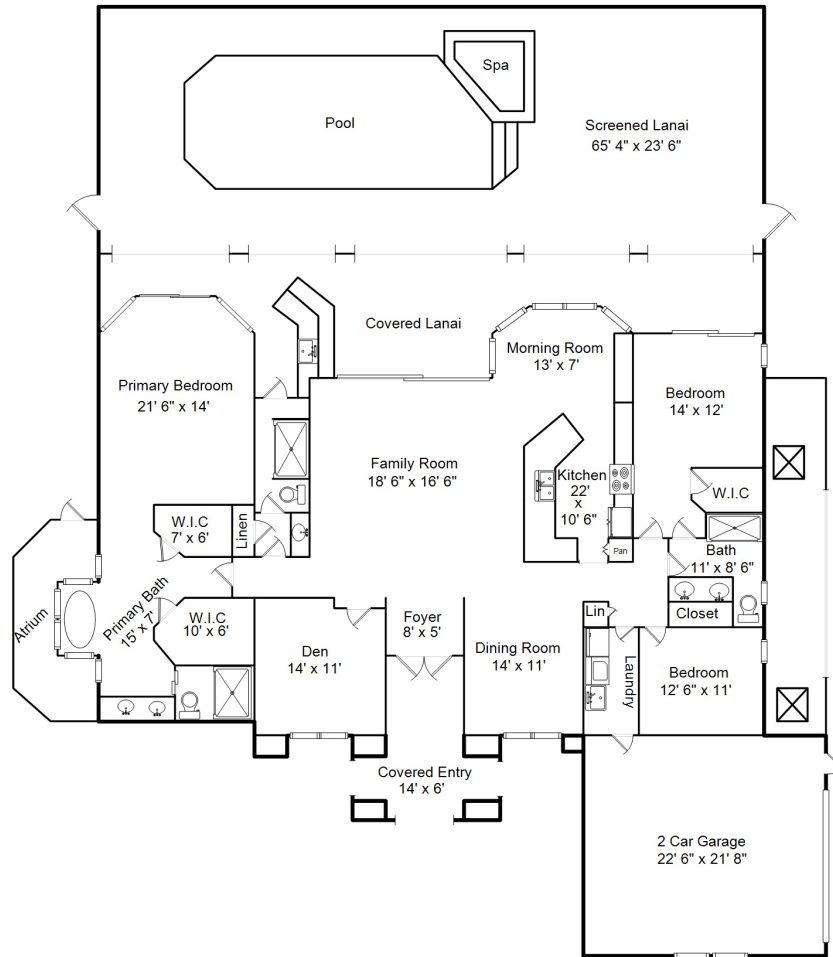 Spa
Pool
Screened Lanai
65' 4" x 23' 6"
Covered Lanai
Morning Room
13' x 7'
Primary Bedroom
21' 6" x 14'
Bedroom
14' x 12'
Family Room
18' 6" x 16' 6"
Kitchen
22'
x
10' 6"
W.I.C
W.I.C
7' x 6'
Linen
Pan
Bath
11' x 8' 6"
Atrium
Primary Bath
15' x 7'
W.I.C
10' x 6'
Foyer
8' x 5'
Lin
Closet
Den
14' x 11'
Dining Room
14' x 11'
Laundry
Bedroom
12' 6" x 11'
Covered Entry
14' x 6'
2 Car Garage
22' 6" x 21' 8"